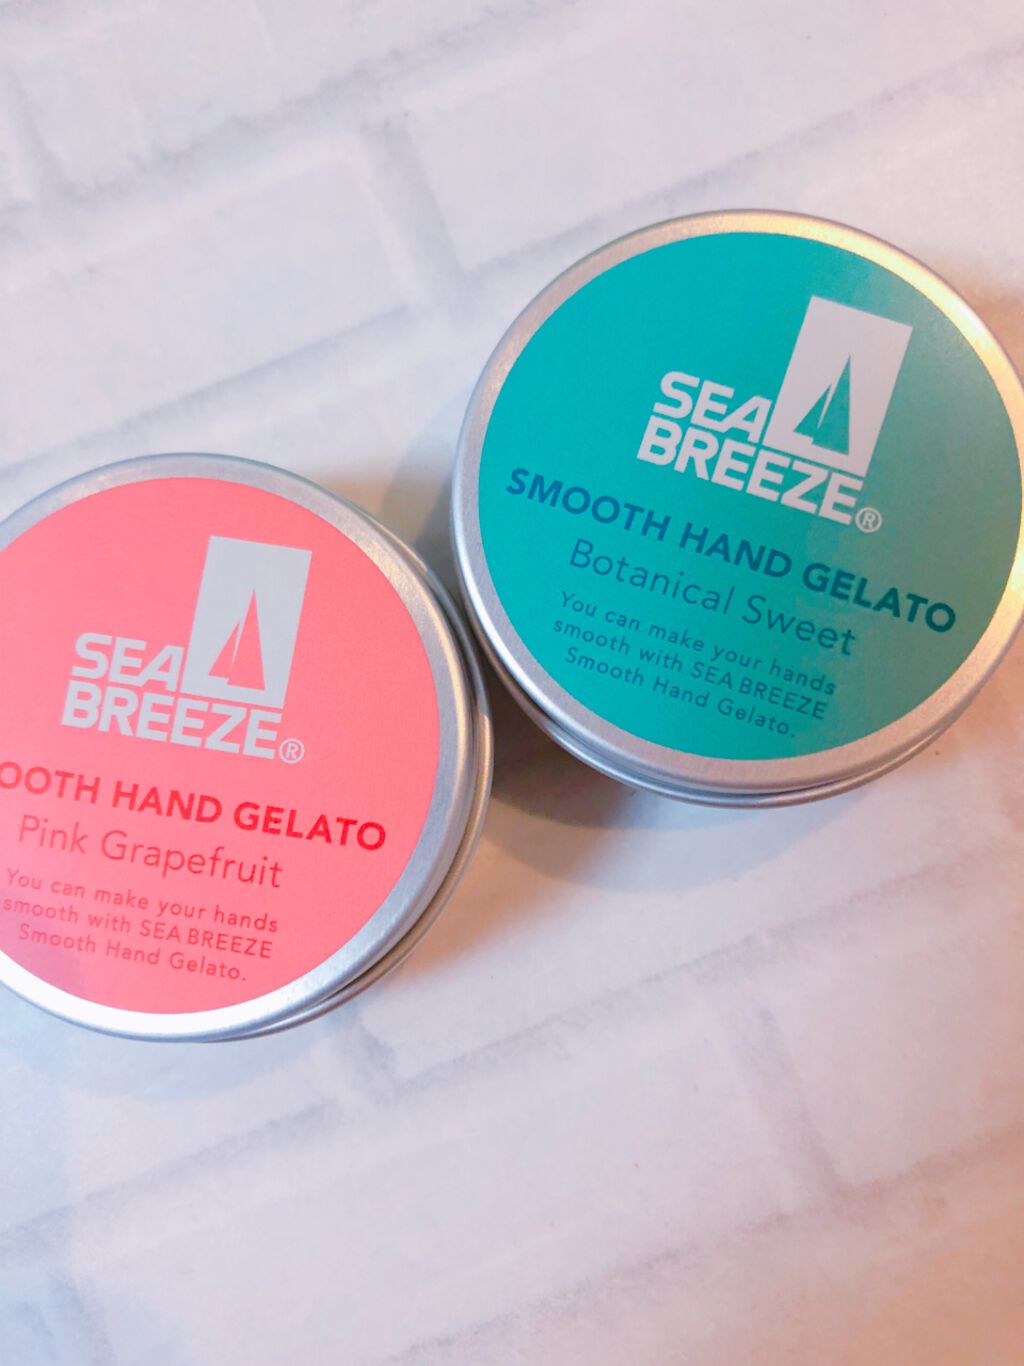 SEA
BREEZE®
SMOOTH HAND GELATO
Botanical Sweet
You can make your hands
smooth with SEA BREEZE
Smooth Hand Gelato.
SEA
BREEZE®
OOTH HAND GELATO
Pink Grapefruit
You can make your hands
smooth with SEA BREEZE
Smooth Hand Gelato.